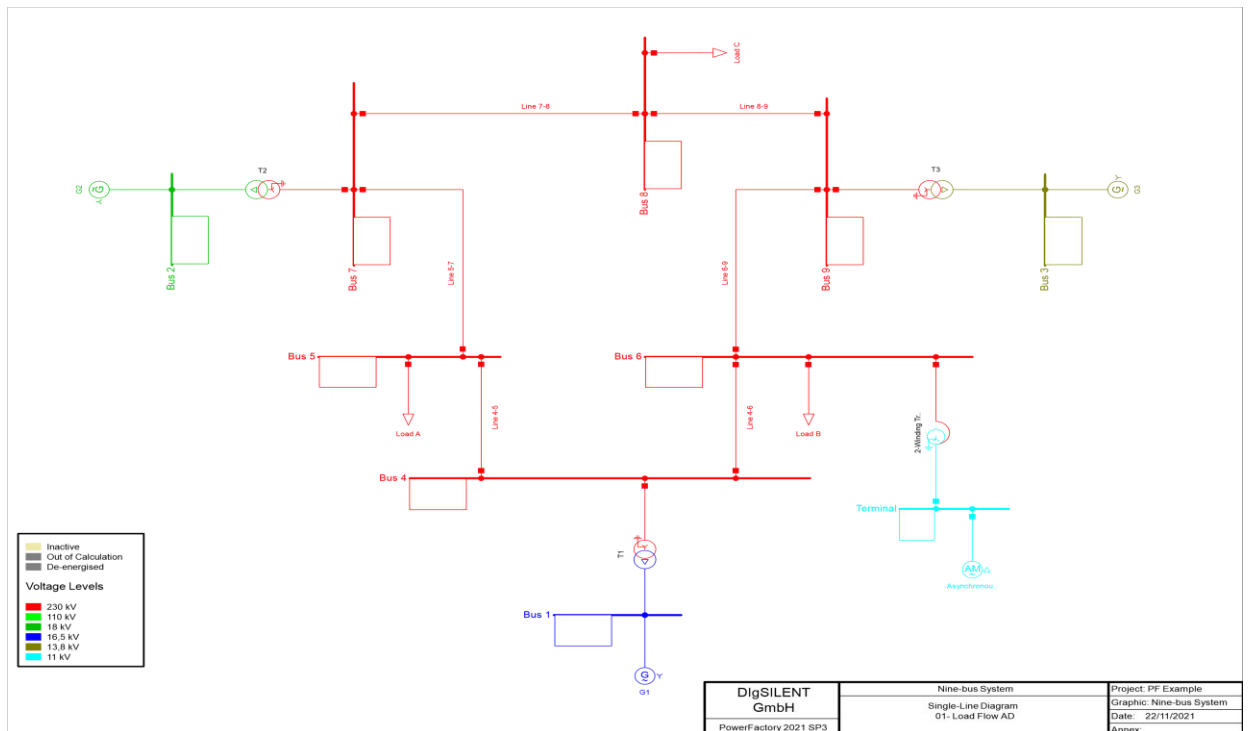 Load C
Line 7-8
Line 8-9
T2
T3
G2
Y
G
~
Y
G~
G3
Bus 8
Bus 2
Bus 7
Line 5-7
Line 6-9
Bus 9
Bus 3
Bus 5
Bus 6
Load A
Line 4-5
Line 4-6
Load B
2-Winding Tr..
Bus 4
Terminal
T1
AM
~
Asynchronou..
Bus 1
G
~
Y
G1
Inactive
Out of Calculation
De-energised
Voltage Levels
230 kV
110 kV
18 kV
16,5 kV
13,8 kV
11 kV
DIgSILENT
GmbH
PowerFactory 2021 SP3
Nine-bus System
Single-Line Diagram
01- Load Flow AD
Project: PF Example
Graphic: Nine-bus System
Date: 22/11/2021
Annex: